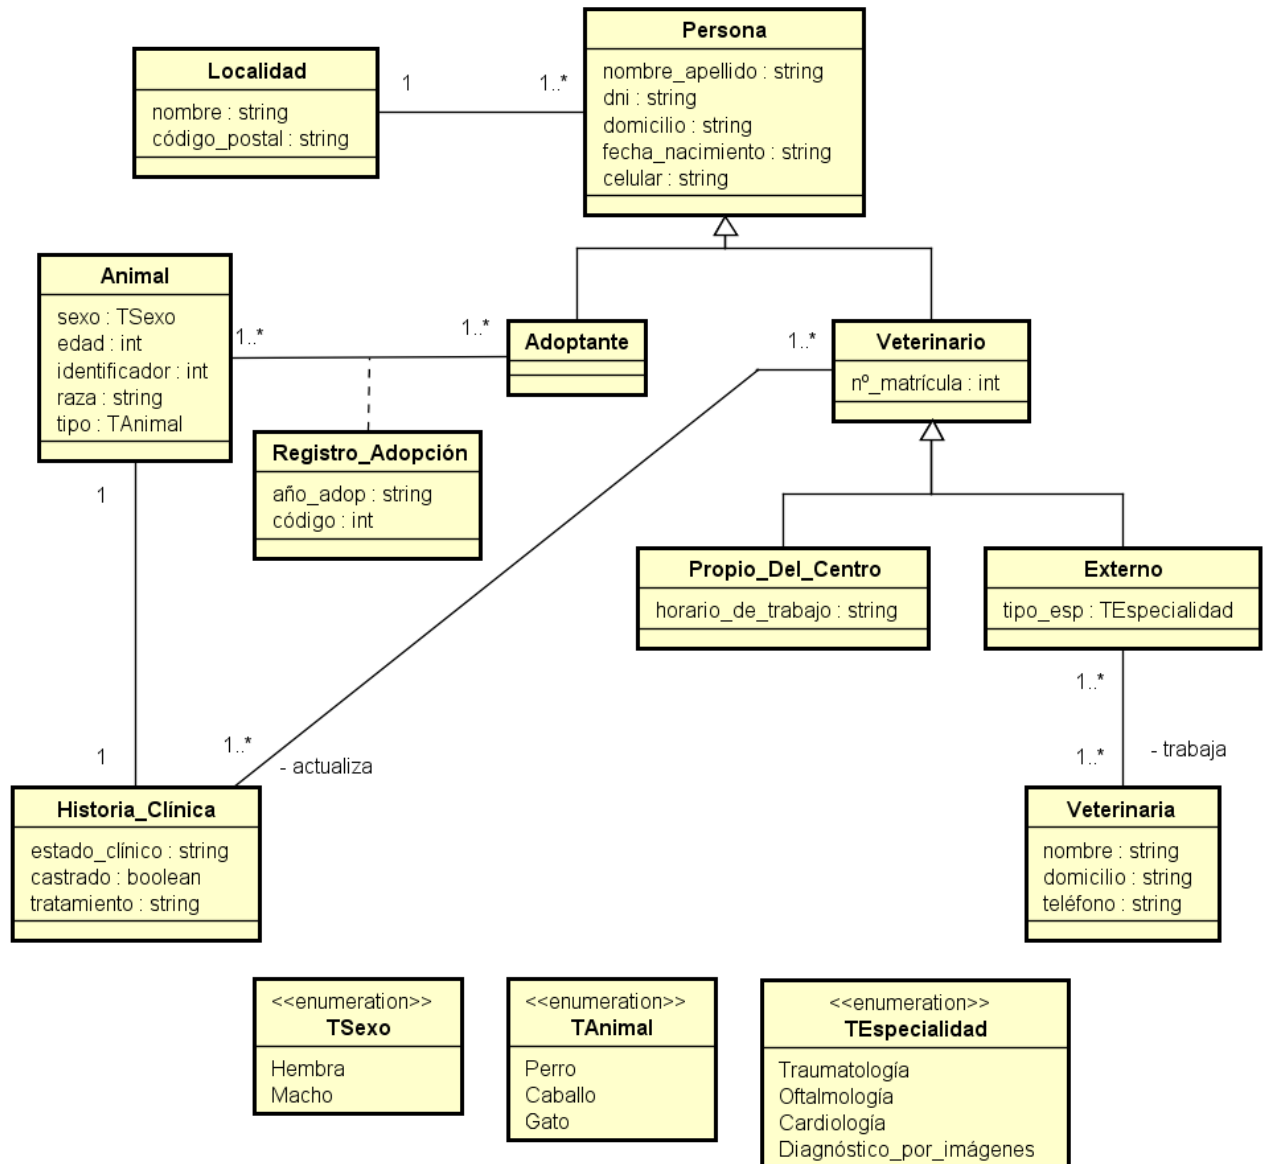 Persona
nombre_apellido : string
dni : string
domicilio : string
fecha_nacimiento : string
celular : string
Localidad
nombre : string
código_postal : string
1
1..*
Animal
sexo : TSexo
edad : int
identificador : int
raza : string
tipo : TAnimal
1..*
1..*
Adoptante
1..*
Veterinario
nº_matrícula : int
Registro_Adopción
año_adop : string
código : int
1
Propio_Del_Centro
horario_de_trabajo : string
Externo
tipo_esp : TEspecialidad
1..*
1..*
- trabaja
1
1..*
- actualiza
Historia_Clínica
estado_clínico : string
castrado : boolean
tratamiento : string
Veterinaria
nombre : string
domicilio : string
teléfono : string
<<enumeration>>
TSexo
Hembra
Macho
<<enumeration>>
TAnimal
Perro
Caballo
Gato
<<enumeration>>
TEspecialidad
Traumatología
Oftalmología
Cardiología
Diagnóstico_por_imágenes